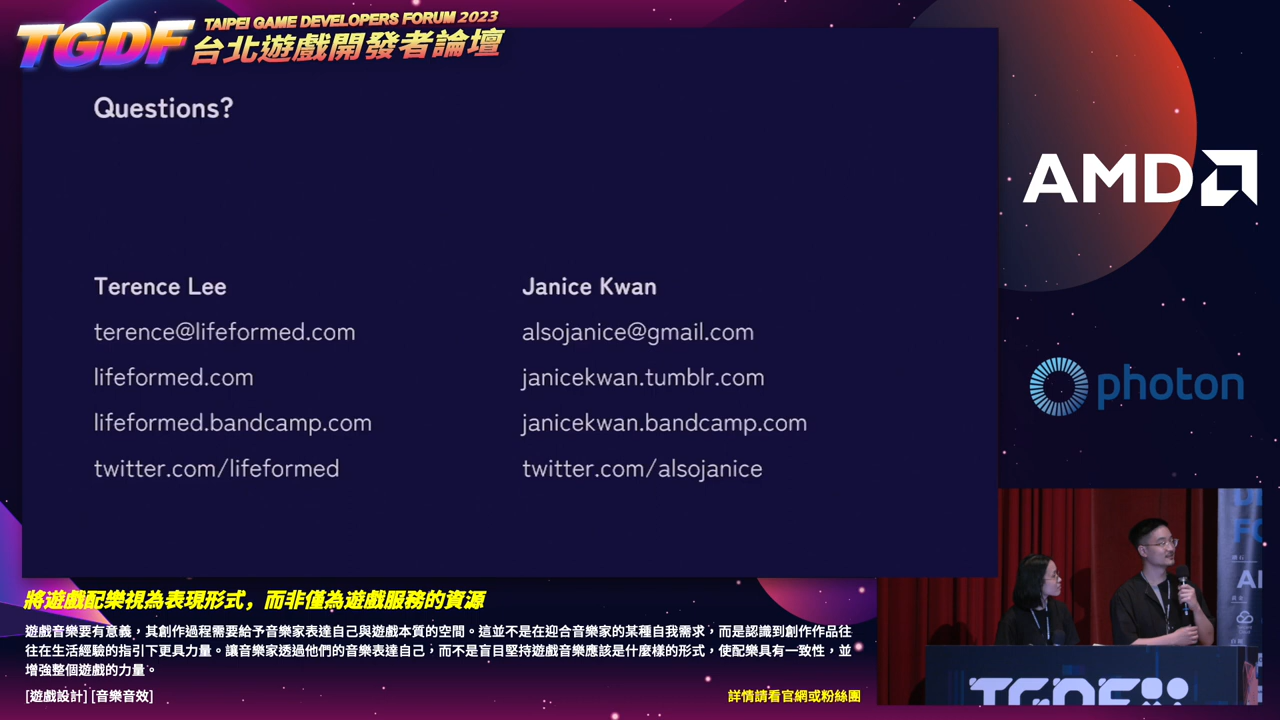 TGDF
TAIPEI GAME DEVELOPERS FORUM 2023
台北遊戲開發者論壇
Questions?
Terence Lee
terence@lifeformed.com
lifeformed.com
lifeformed.bandcamp.com
twitter.com/lifeformed
Janice Kwan
alsojanice@gmail.com
janicekwan.tumblr.com
janicekwan.bandcamp.com
twitter.com/alsojanice
AMD
photon
將遊戲配樂視為表現形式，而非僅為遊戲服務的資源
遊戲音樂要有意義，其創作過程需要給予音樂家表達自己與遊戲本質的空間。這並不是在迎合音樂家的某種自我需求，而是認識到創作作品往
往在生活經驗的指引下更具力量。讓音樂家透過他們的音樂表達自己，而不是盲目堅持遊戲音樂應該是什麼樣的形式，使配樂具有一致性，並
增強整個遊戲的力量。
[遊戲設計] [音樂音效]
詳情請看官網或粉絲團
TGDF